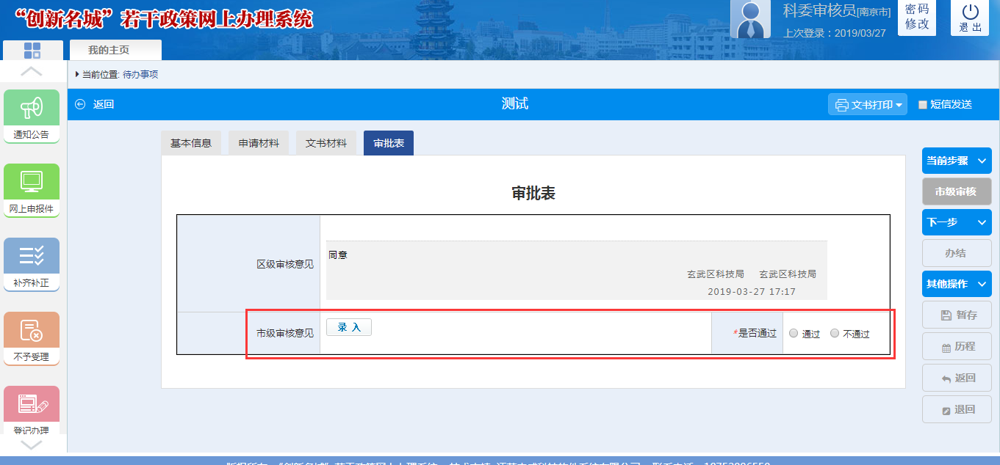 “创新名城”若干政策网上办理系统
科委审核员[南京市]
上次登录：2019/03/27
密码
修改
退 出
我的主页
当前位置: 待办事项
返回
测试
文书打印
短信发送
通知公告
网上申报件
补齐补正
不予受理
登记办理
基本信息
申请材料
文书材料
审批表
审批表
区级审核意见
同意
玄武区科技局 玄武区科技局
2019-03-27 17:17
市级审核意见
录 入
*是否通过
通过
不通过
当前步骤
市级审核
下一步
办结
其他操作
暂存
历程
返回
退回